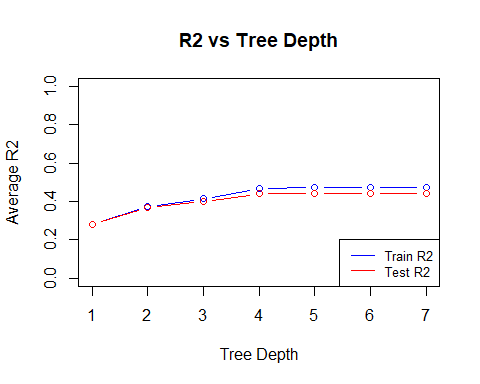 R2 vs Tree Depth
Average R2
1.0
0.8
0.6
0.4
0.2
0.0
Train R2
Test R2
1 2 3 4 5 6 7
Tree Depth